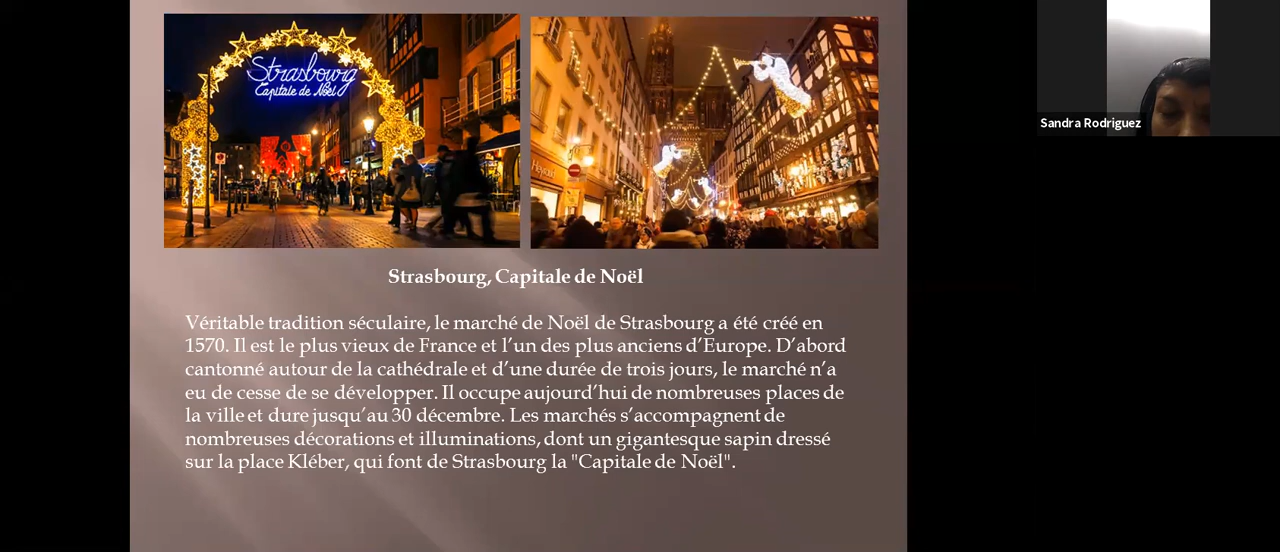 Strasbourg
Capitale de Noël
Sandra Rodriguez
Strasbourg, Capitale de Noël
Véritable tradition séculaire, le marché de Noël de Strasbourg a été créé en
1570. Il est le plus vieux de France et l’un des plus anciens d’Europe. D’abord
cantonné autour de la cathédrale et d’une durée de trois jours, le marché n’a
eu de cesse de se développer. Il occupe aujourd’hui de nombreuses places de
la ville et dure jusqu’au 30 décembre. Les marchés s’accompagnent de
nombreuses décorations et illuminations, dont un gigantesque sapin dressé
sur la place Kléber, qui font de Strasbourg la "Capitale de Noël".